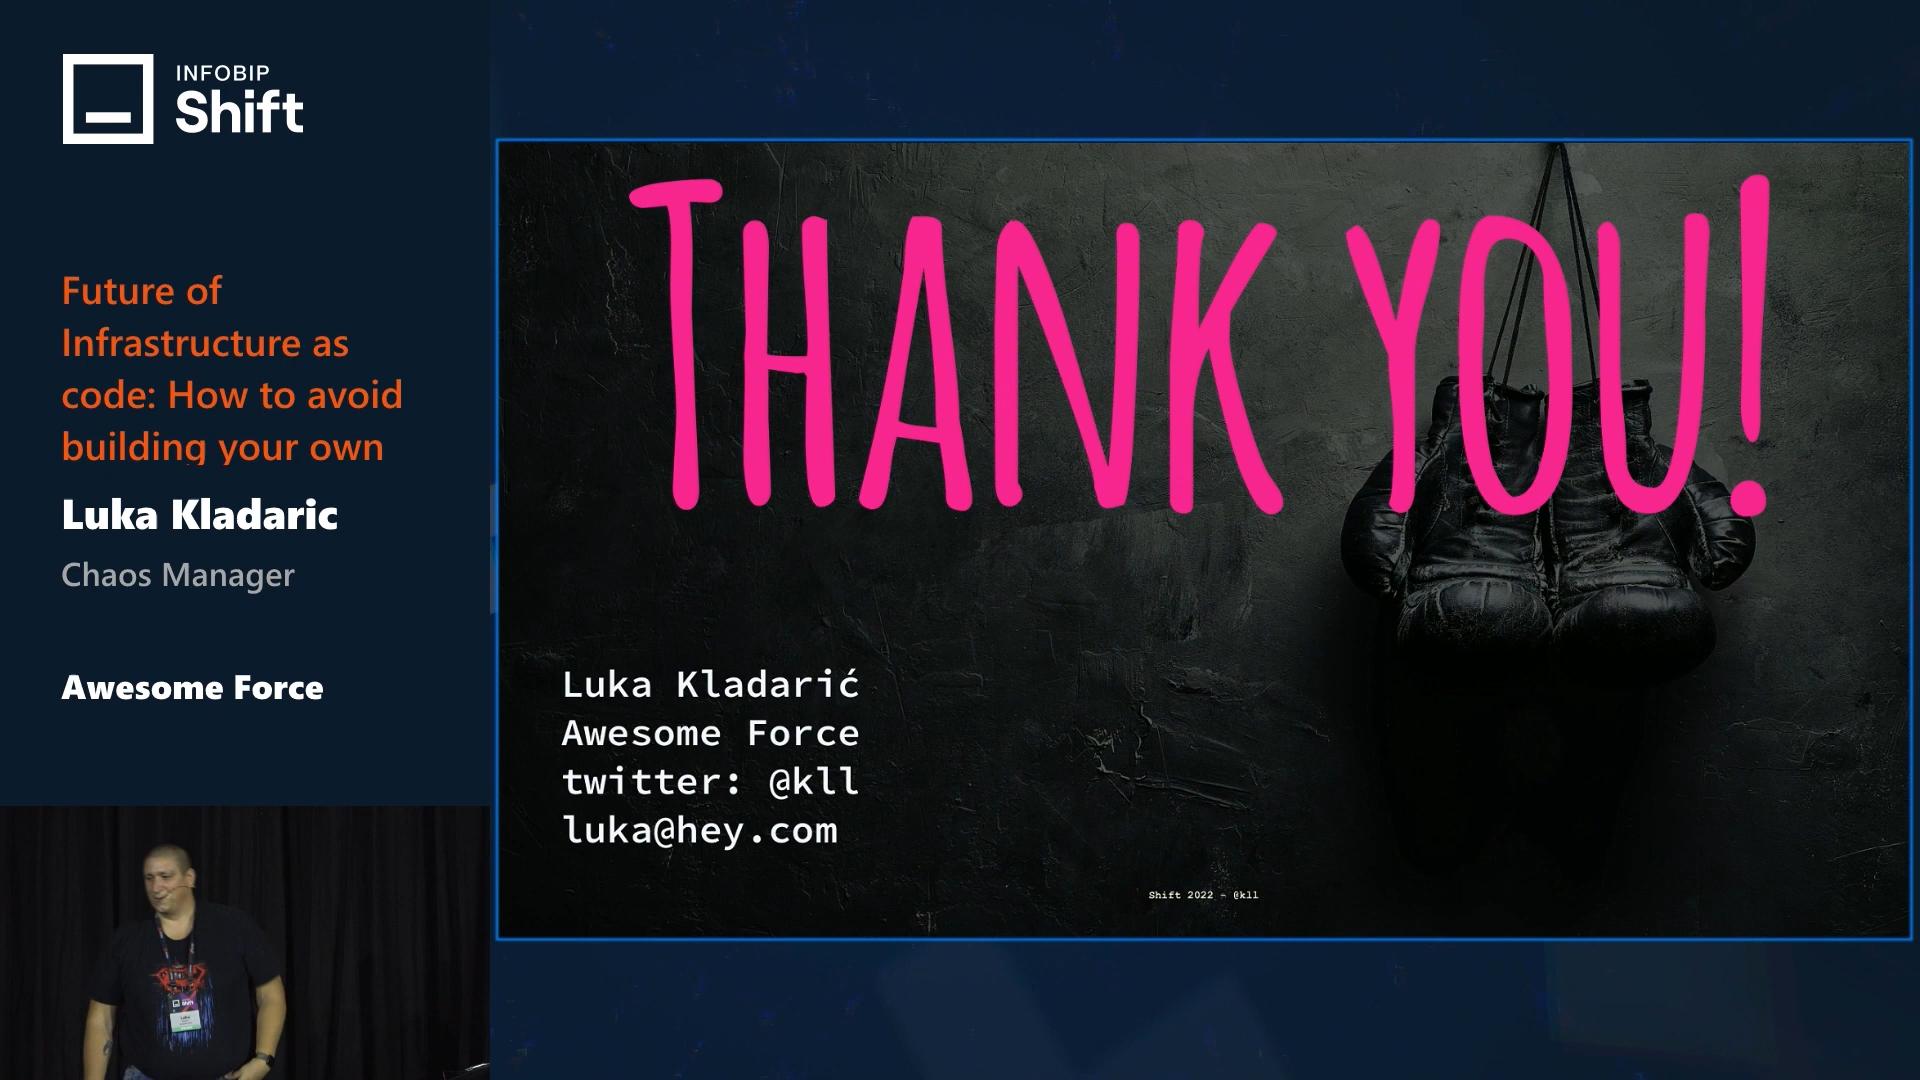 INFOBIP
Shift
Future of
Infrastructure as
code: How to avoid
building your own
Luka Kladaric
Chaos Manager
Awesome Force
THANK YOU!
Luka Kladarić
Awesome Force
twitter: @kll
luka@hey.com
Shift 2022 - @kll